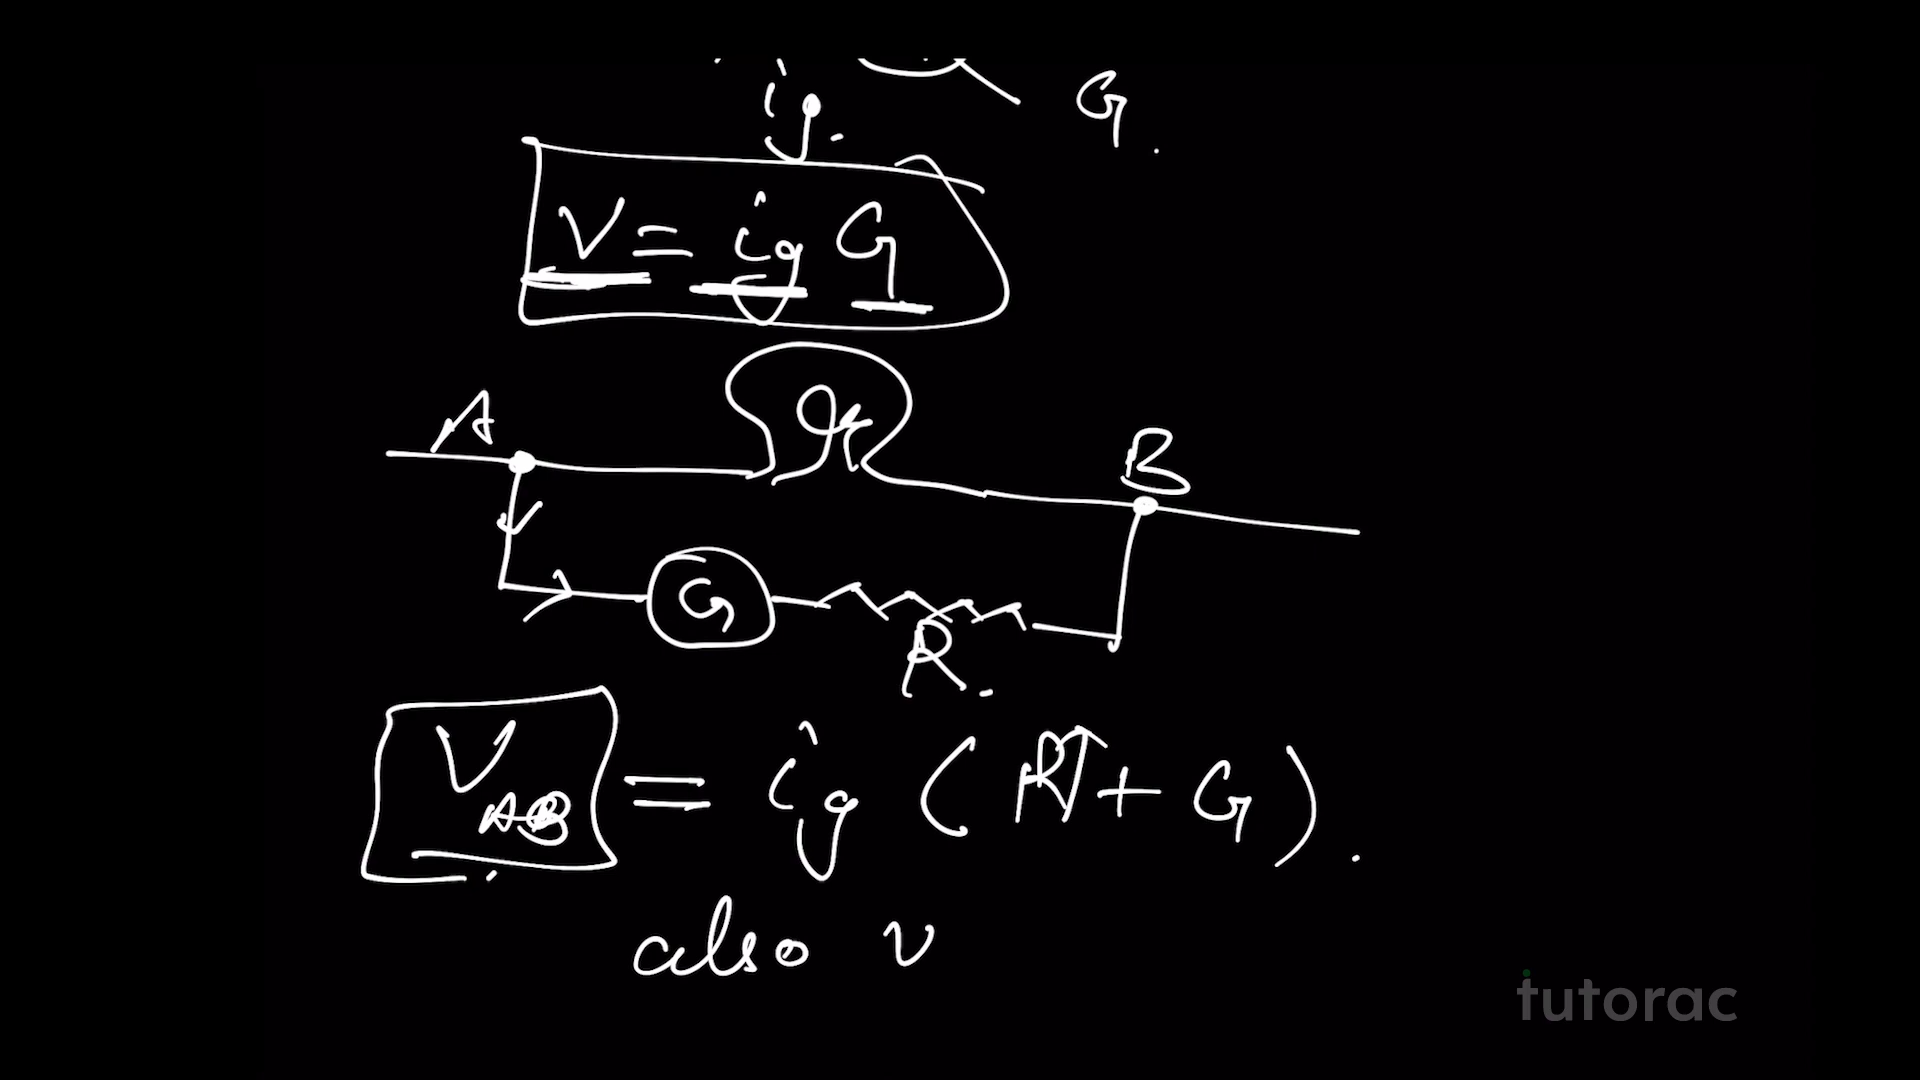 G.
ig.
V = ig G
A
B
G
R.
V_AB = ig (R↑ + G).
also v
tutorac